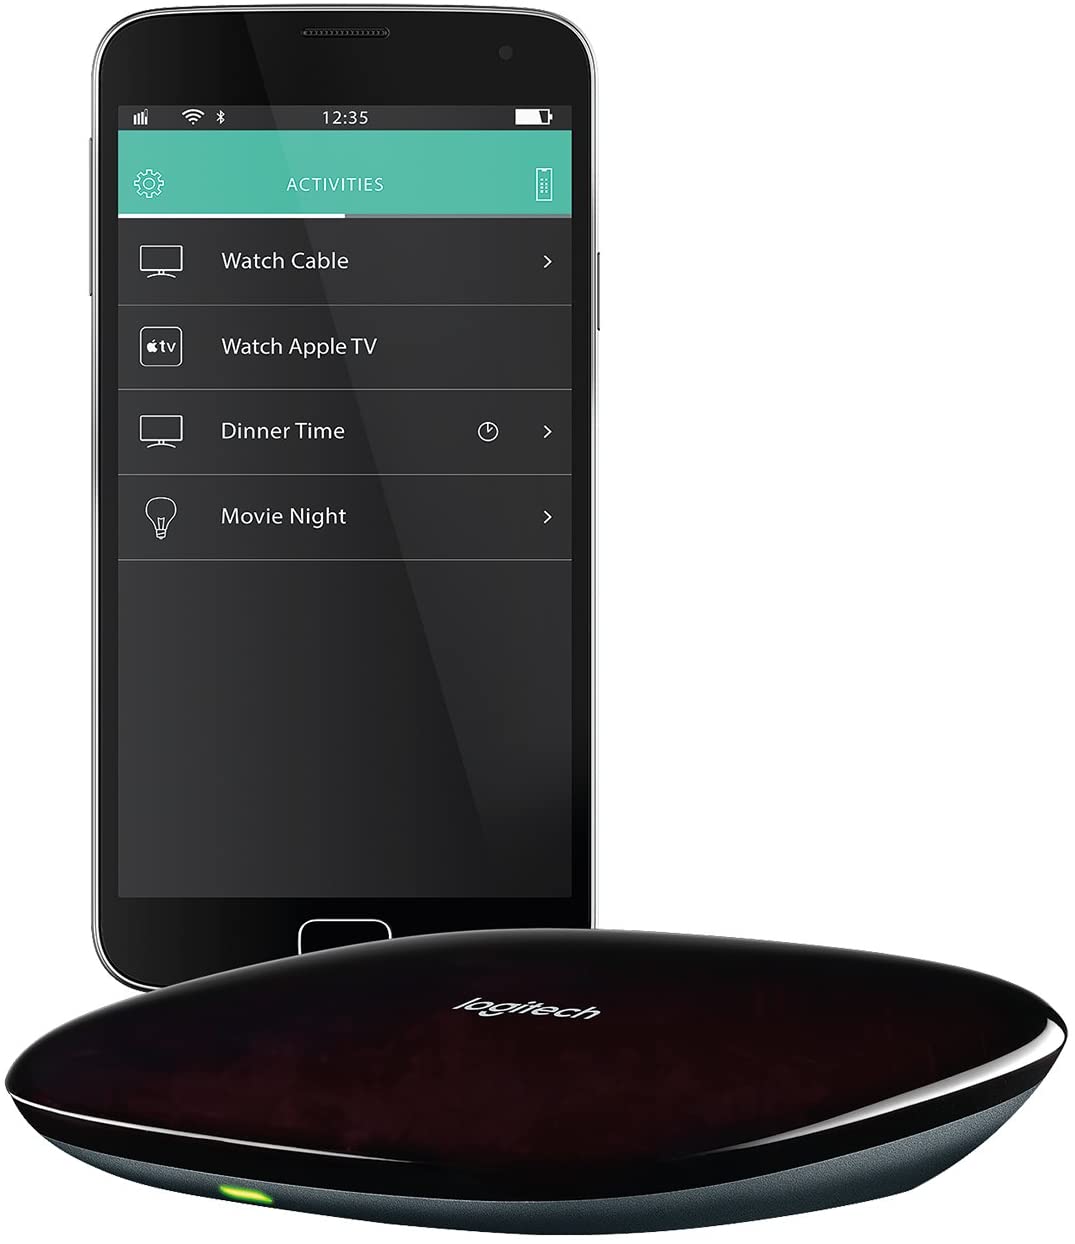 12:35
ACTIVITIES
Watch Cable
tv
Watch Apple TV
Dinner Time
Movie Night
logitech